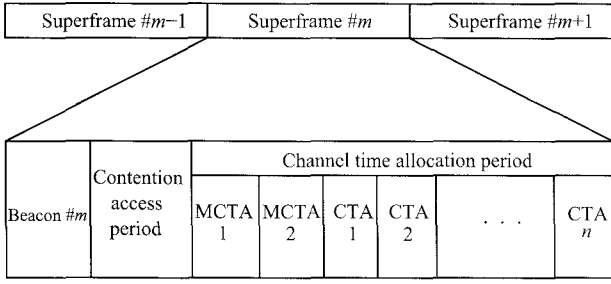 Superframe #m−1 Superframe #m Superframe #m+1
Channel time allocation period
Beacon #m
Contention
access
period
MCTA
1
MCTA
2
CTA
1
CTA
2
. . .
CTA
n